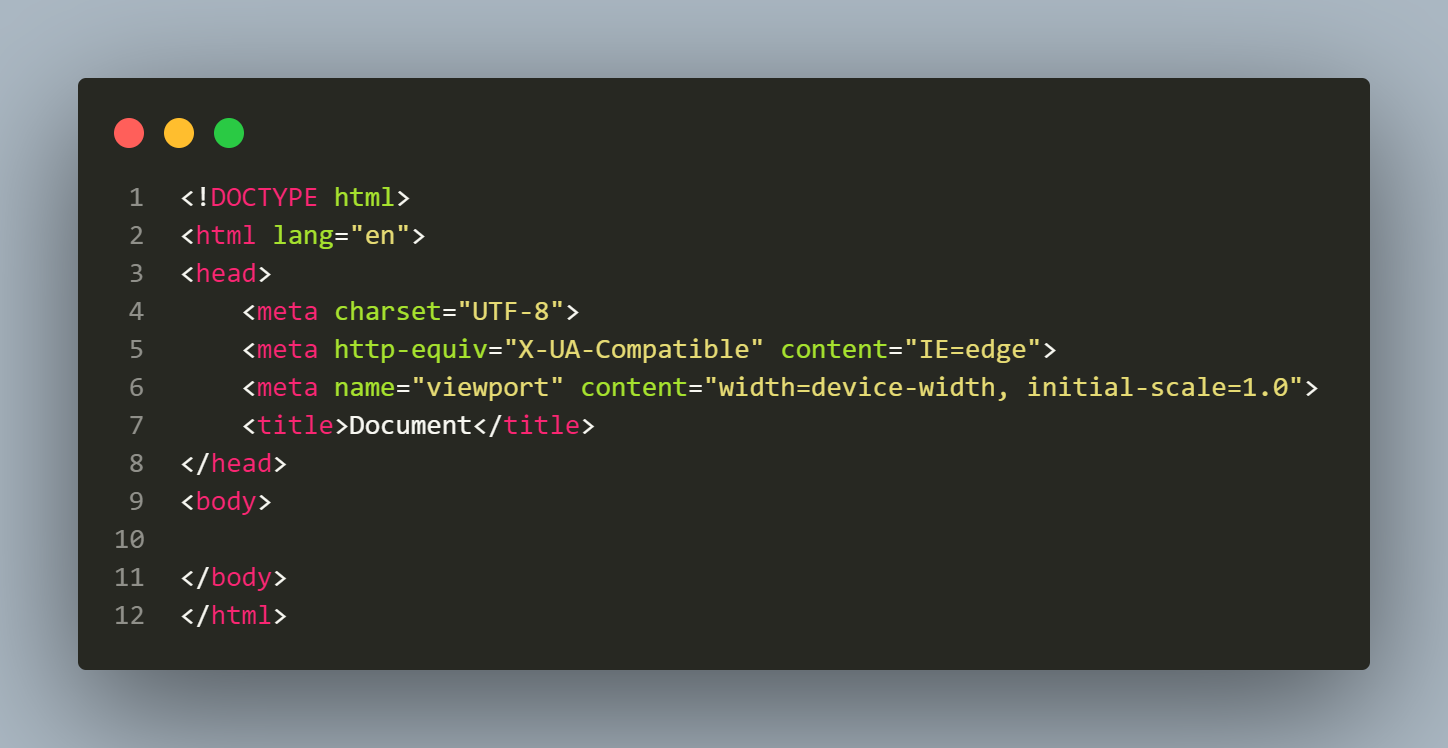 1 <!DOCTYPE html>
2 <html lang="en">
3 <head>
4     <meta charset="UTF-8">
5     <meta http-equiv="X-UA-Compatible" content="IE=edge">
6     <meta name="viewport" content="width=device-width, initial-scale=1.0">
7     <title>Document</title>
8 </head>
9 <body>
10
11 </body>
12 </html>